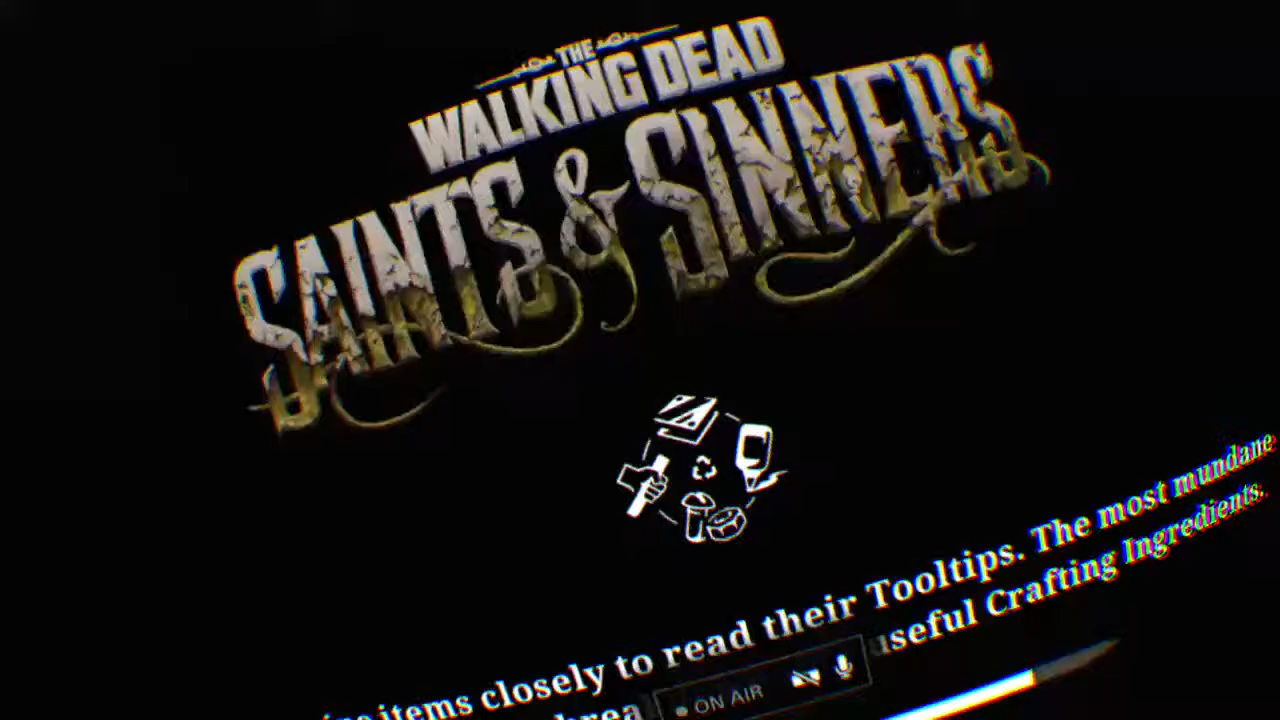 THE
WALKING DEAD
SAINTS & SINNERS
items closely to read their Tooltips. The most mundane
useful Crafting Ingredients.
ON AIR